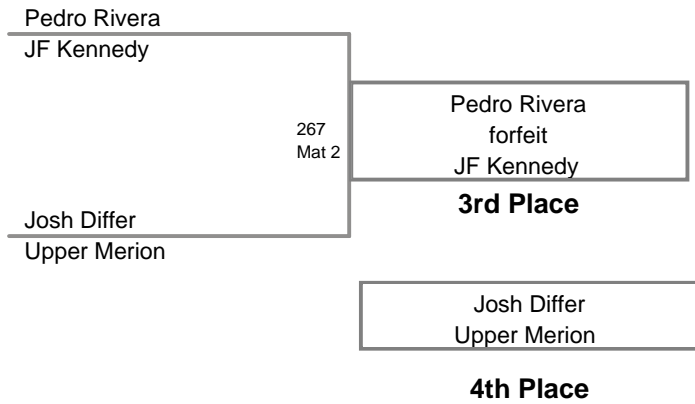 Pedro Rivera
JF Kennedy
267
Mat 2
Pedro Rivera
forfeit
JF Kennedy
3rd Place
Josh Differ
Upper Merion
Josh Differ
Upper Merion
4th Place